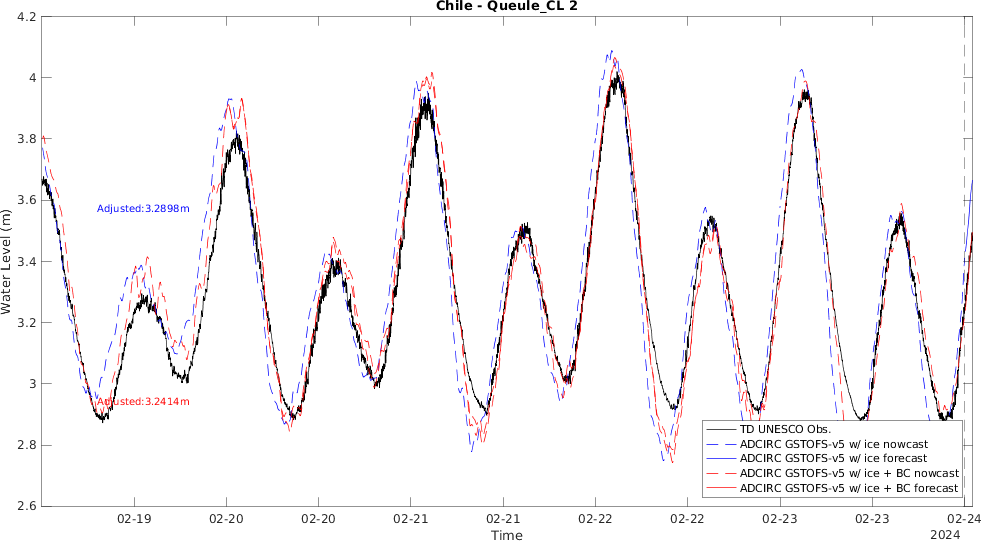 Chile - Queule_CL 2
4.2
4
3.8
3.6
3.4
3.2
3
2.8
2.6
Water Level (m)
Adjusted:3.2898m
Adjusted:3.2414m
TD UNESCO Obs.
ADCIRC GSTOFS-v5 w/ ice nowcast
ADCIRC GSTOFS-v5 w/ ice forecast
ADCIRC GSTOFS-v5 w/ ice + BC nowcast
ADCIRC GSTOFS-v5 w/ ice + BC forecast
02-19 02-20 02-20 02-21 02-21 02-22 02-22 02-23 02-23 02-24
2024
Time